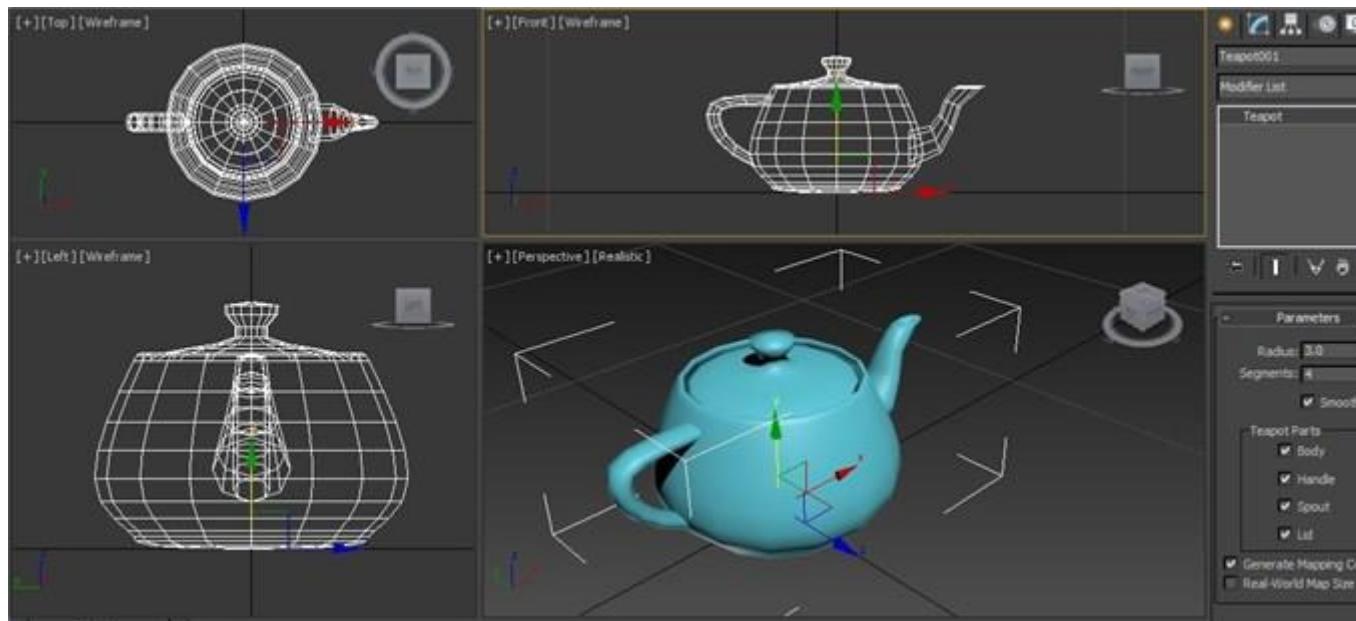 [+][Top][Wireframe]
[+][Front][Wireframe]
[+][Left][Wireframe]
[+][Perspective][Realistic]
Teapot001
Modifier List
Teapot
Parameters
Radius: 3.0
Segments: 4
Smooth
Teapot Parts
Body
Handle
Spout
Lid
Generate Mapping Co
Real-World Map Size